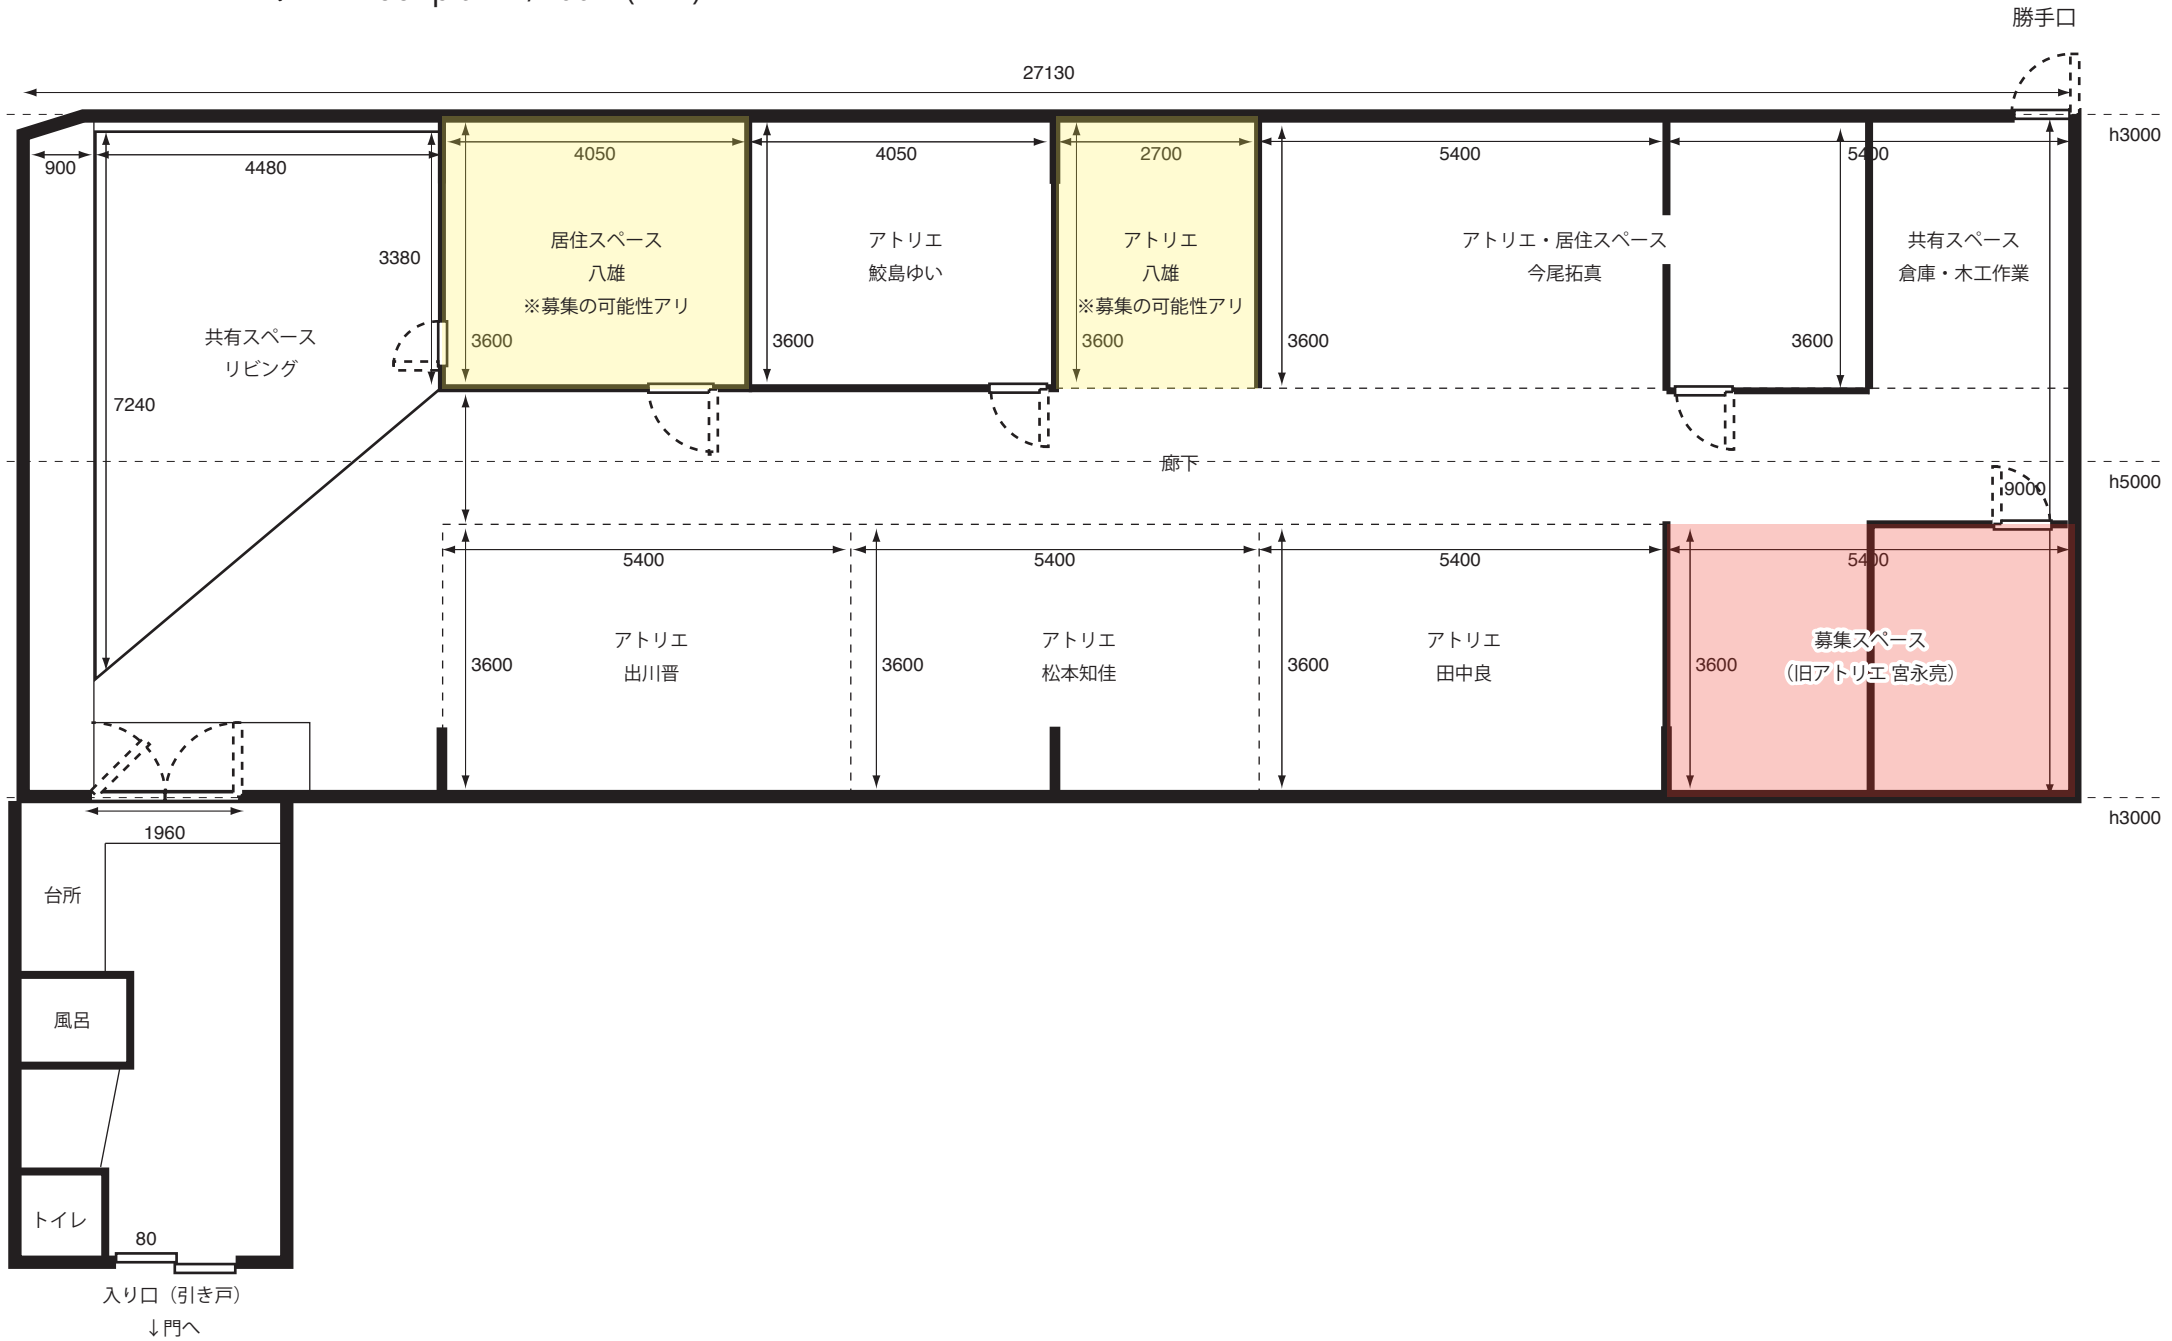 勝手口
27130
h3000
900
4480
4050
4050
2700
5400
5400
3380
居住スペース
八雄
※募集の可能性アリ
アトリエ
鮫島ゆい
アトリエ
八雄
※募集の可能性アリ
アトリエ・居住スペース
今尾拓真
共有スペース
倉庫・木工作業
3600
3600
3600
3600
3600
共有スペース
リビング
7240
廊下
h5000
9000
5400
5400
5400
5400
アトリエ
出川晋
アトリエ
松本知佳
アトリエ
田中良
募集スペース
（旧アトリエ 宮永亮）
3600
3600
3600
3600
h3000
1960
台所
風呂
トイレ
80
入り口（引き戸）
↓門へ